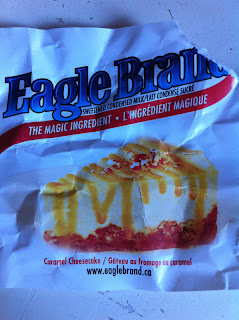 Eagle Brand
SWEETENED CONDENSED MILK/LAIT CONDENSÉ SUCRÉ
THE MAGIC INGREDIENT • L'INGRÉDIENT MAGIQUE
Caramel Cheesecake / Gâteau au fromage au caramel
www.eaglebrand.ca